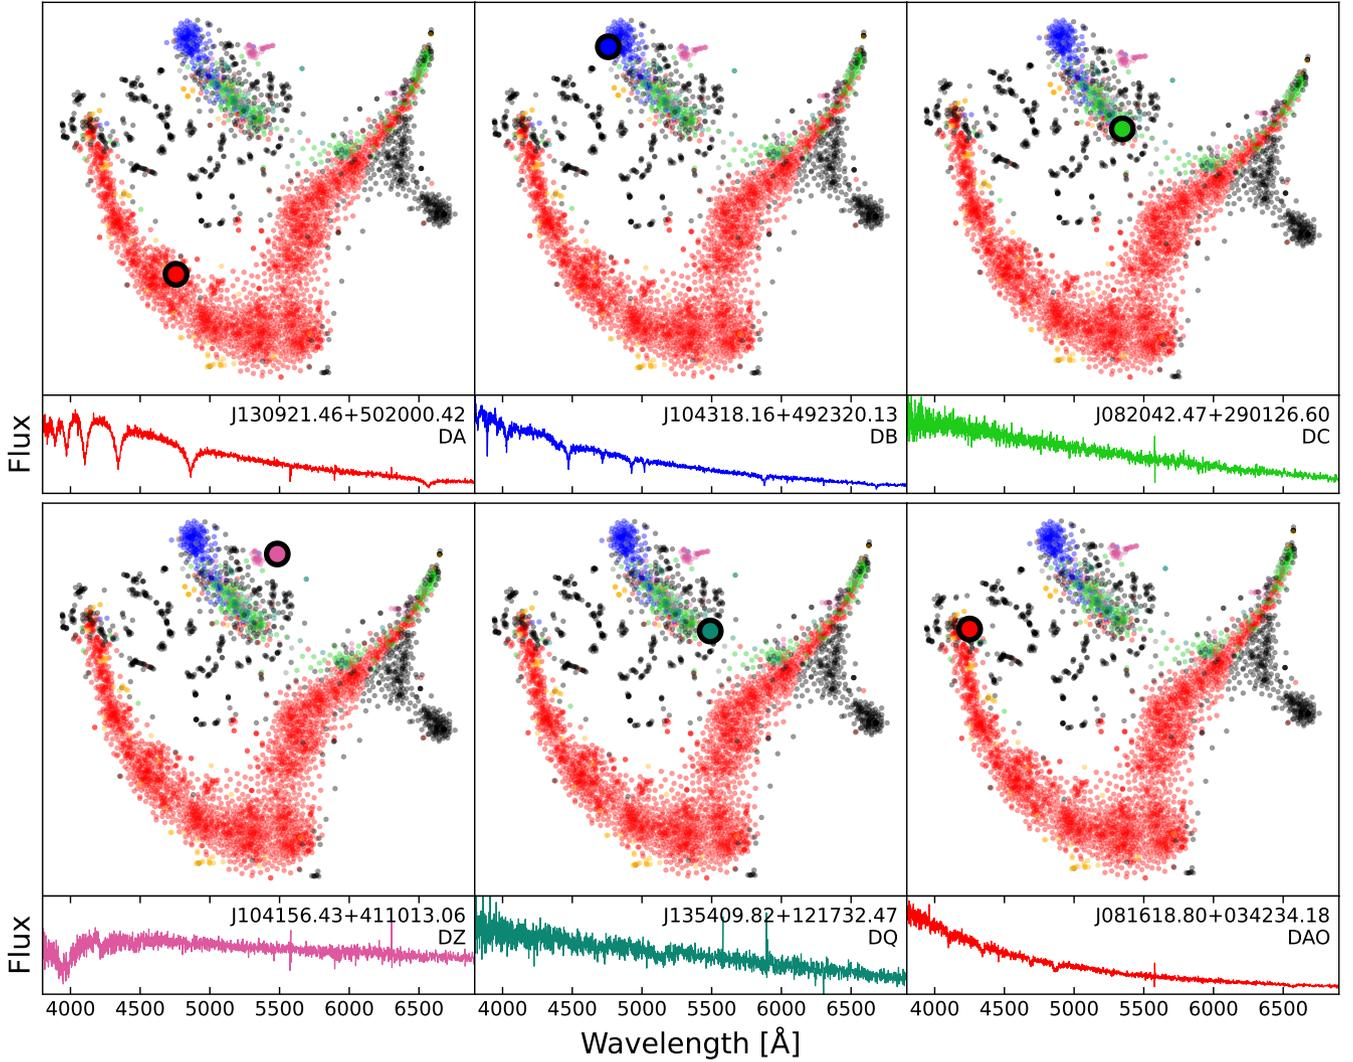 Flux
J130921.46+502000.42
DA
J104318.16+492320.13
DB
J082042.47+290126.60
DC
Flux
J104156.43+411013.06
DZ
J135409.82+121732.47
DQ
J081618.80+034234.18
DAO
4000 4500 5000 5500 6000 6500 4000 4500 5000 5500 6000 6500 4000 4500 5000 5500 6000 6500
Wavelength [Å]